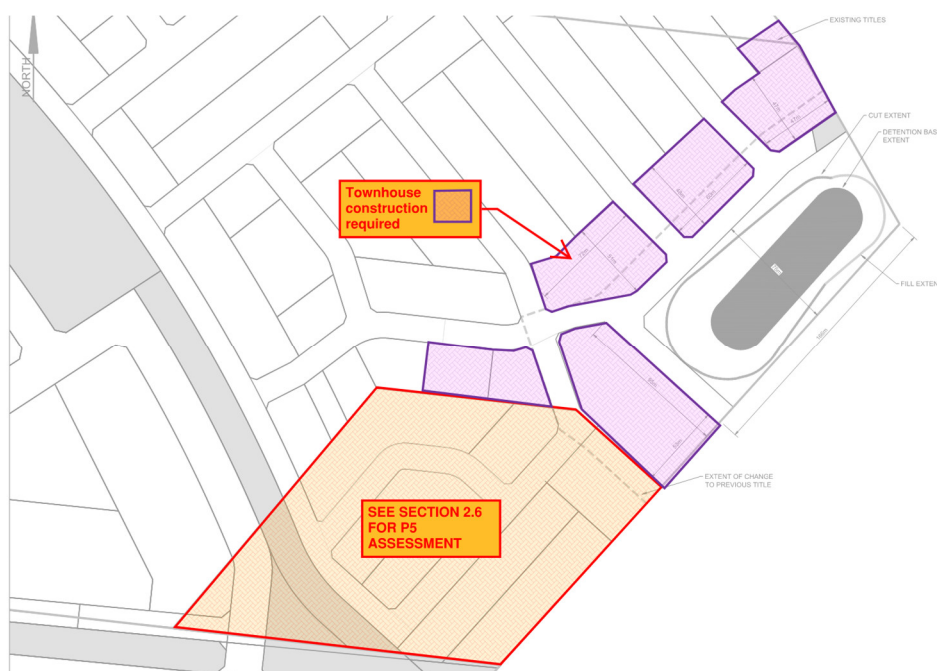 NORTH
EXISTING TITLES
CUT EXTENT
DETENTION BAS
EXTENT
Townhouse
construction
required
FILL EXTEN
SEE SECTION 2.6
FOR P5
ASSESSMENT
EXTENT OF CHANGE
TO PREVIOUS TITLE